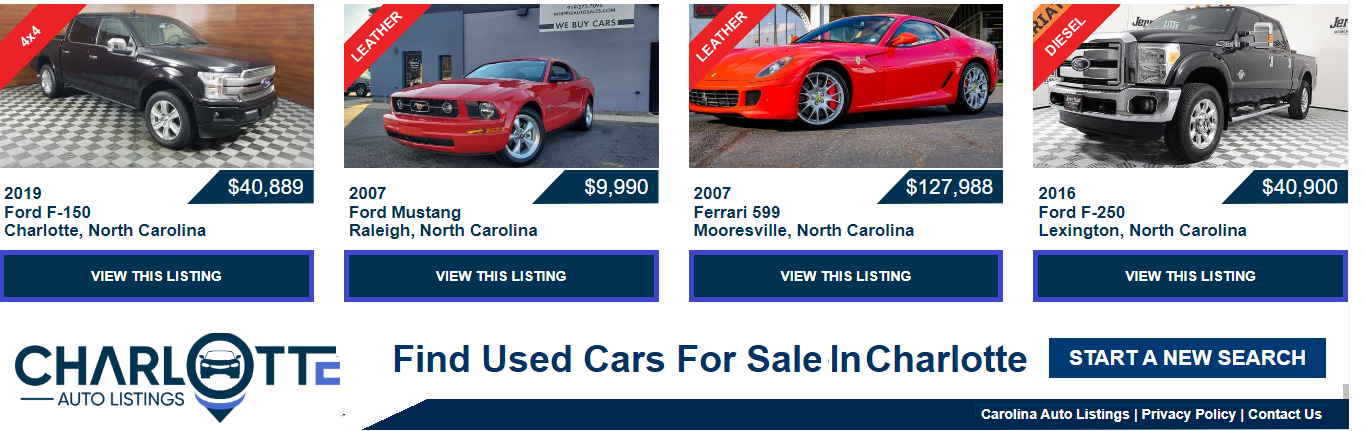 4x4
919-273-7090
WE BUY CARS
LEATHER
LEATHER
DIESEL
$40,889
2019
Ford F-150
Charlotte, North Carolina
VIEW THIS LISTING
$9,990
2007
Ford Mustang
Raleigh, North Carolina
VIEW THIS LISTING
$127,988
2007
Ferrari 599
Mooresville, North Carolina
VIEW THIS LISTING
$40,900
2016
Ford F-250
Lexington, North Carolina
VIEW THIS LISTING
CHARLOTTE
AUTO LISTINGS
Find Used Cars For Sale In Charlotte
START A NEW SEARCH
Carolina Auto Listings | Privacy Policy | Contact Us